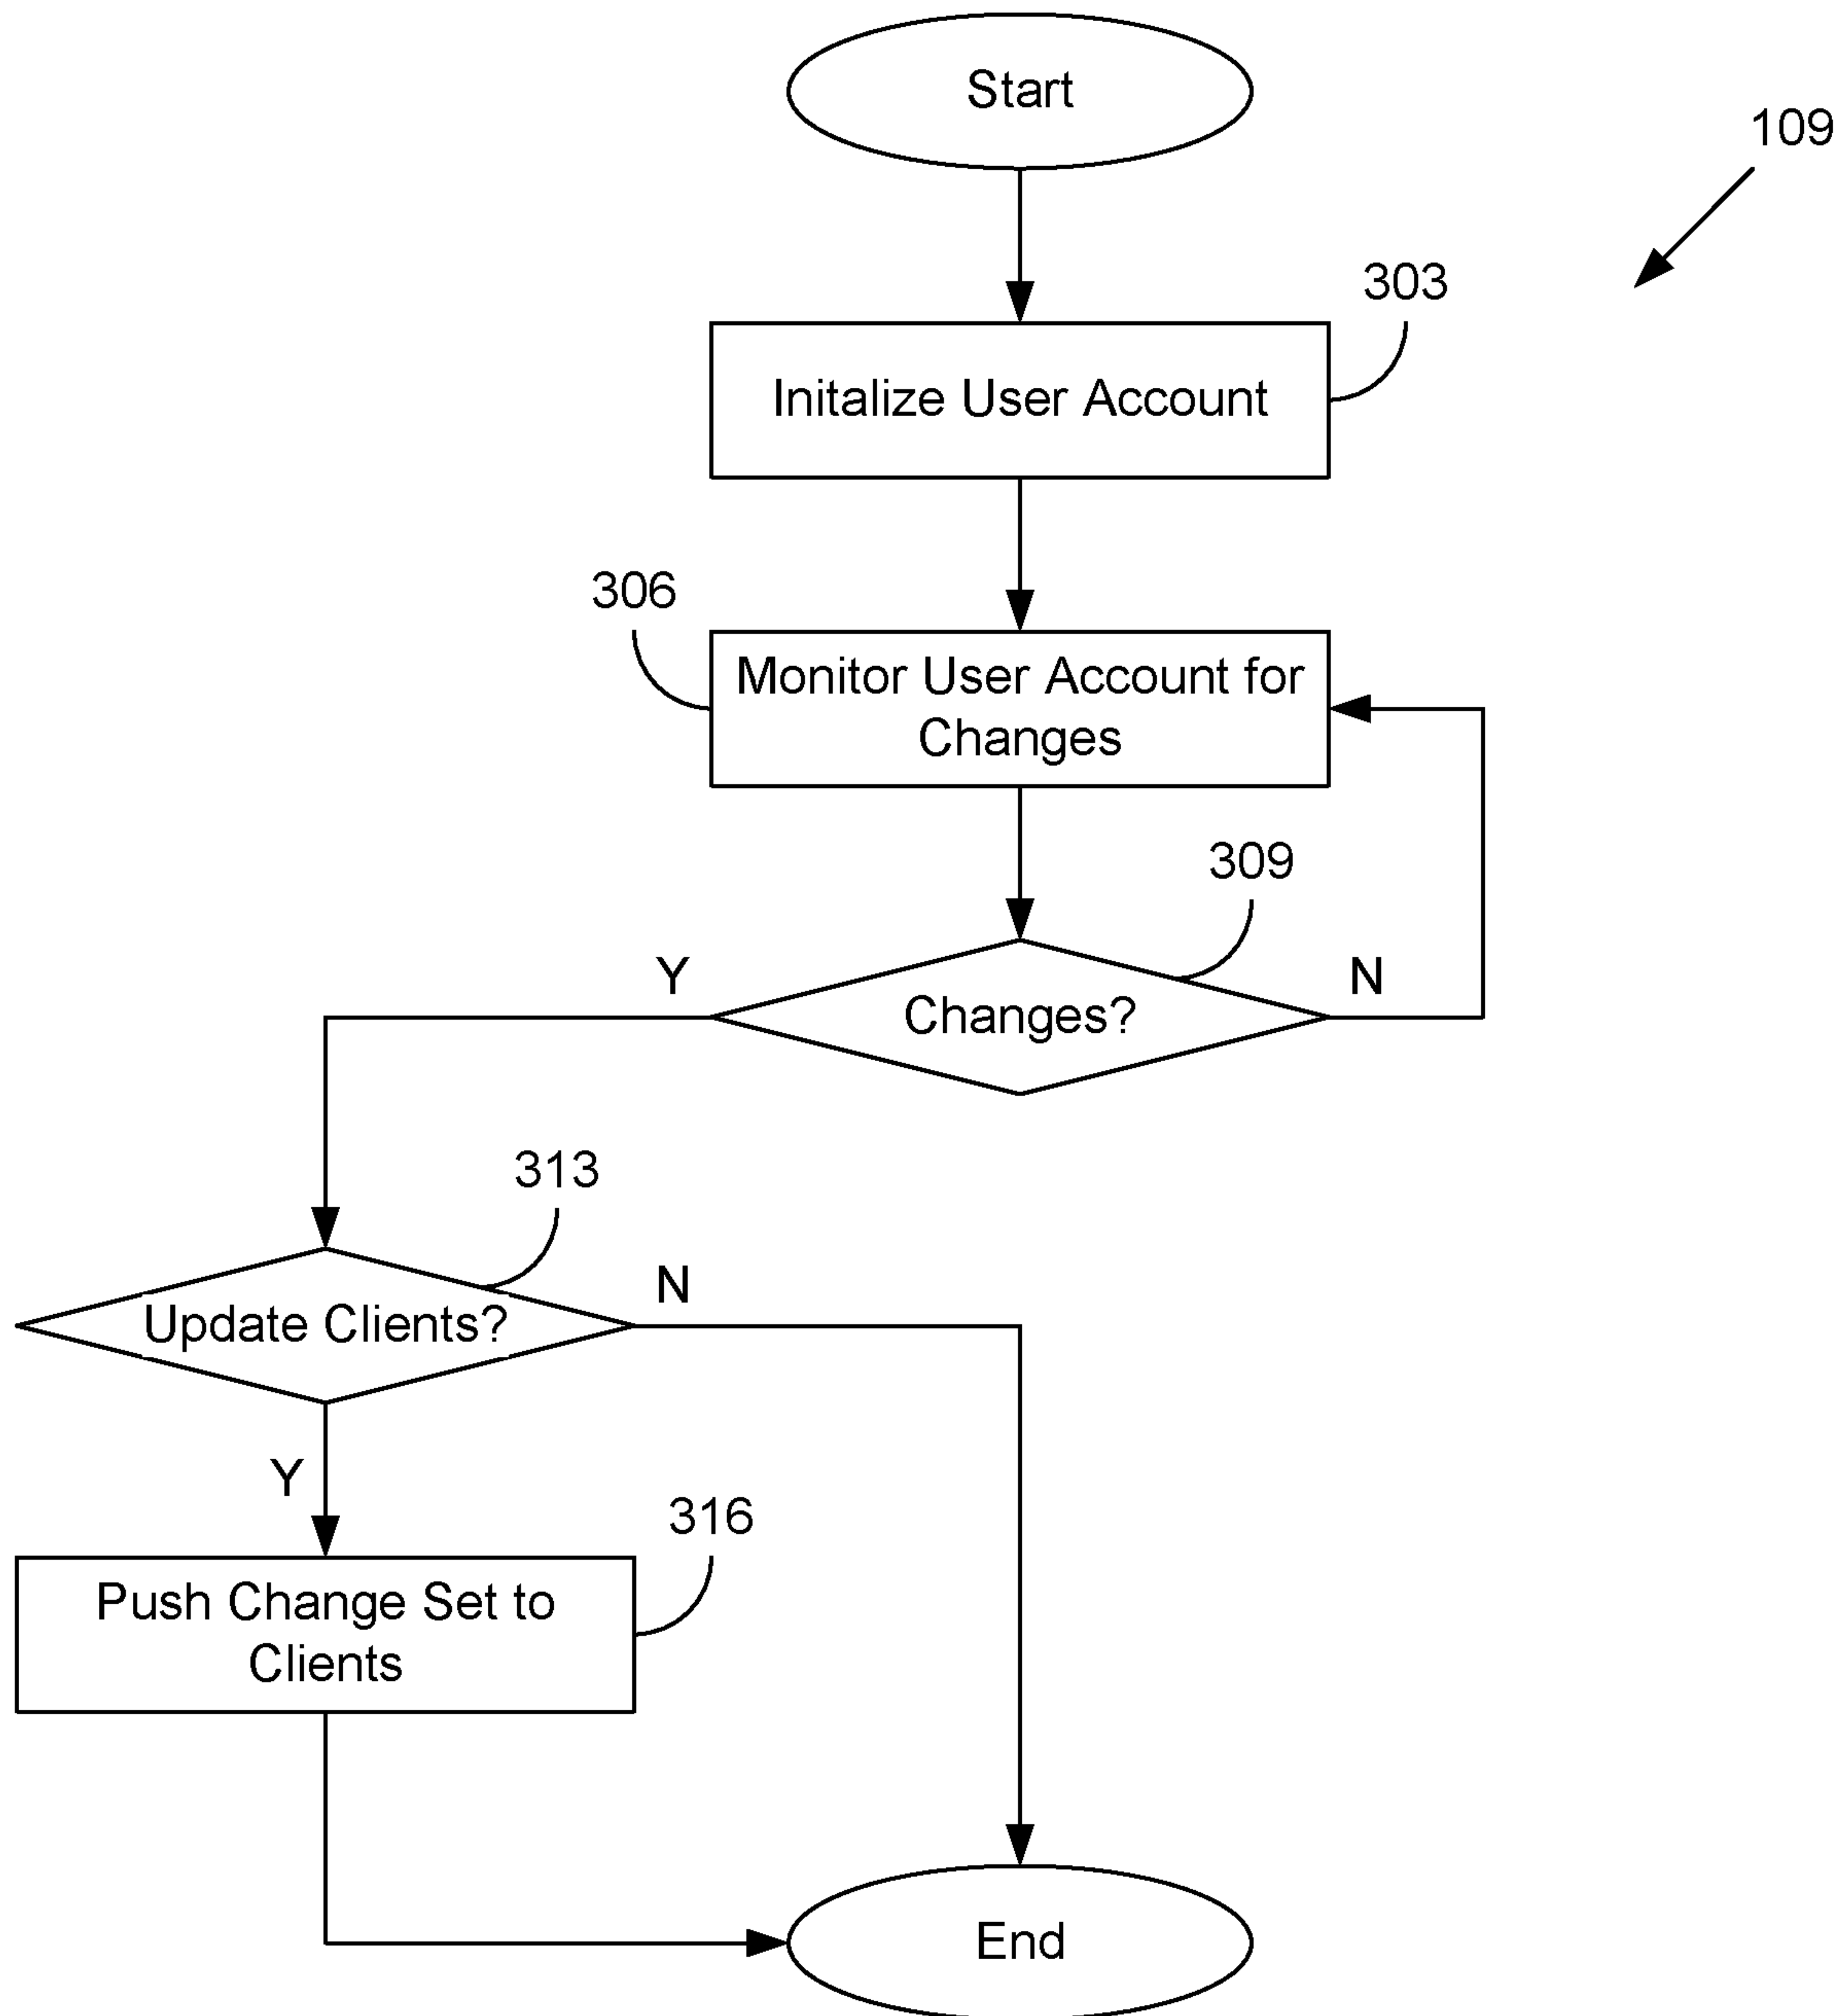 Start
109
303
Initalize User Account
306
Monitor User Account for
Changes
309
Y
N
Changes?
313
N
Update Clients?
Y
316
Push Change Set to
Clients
End